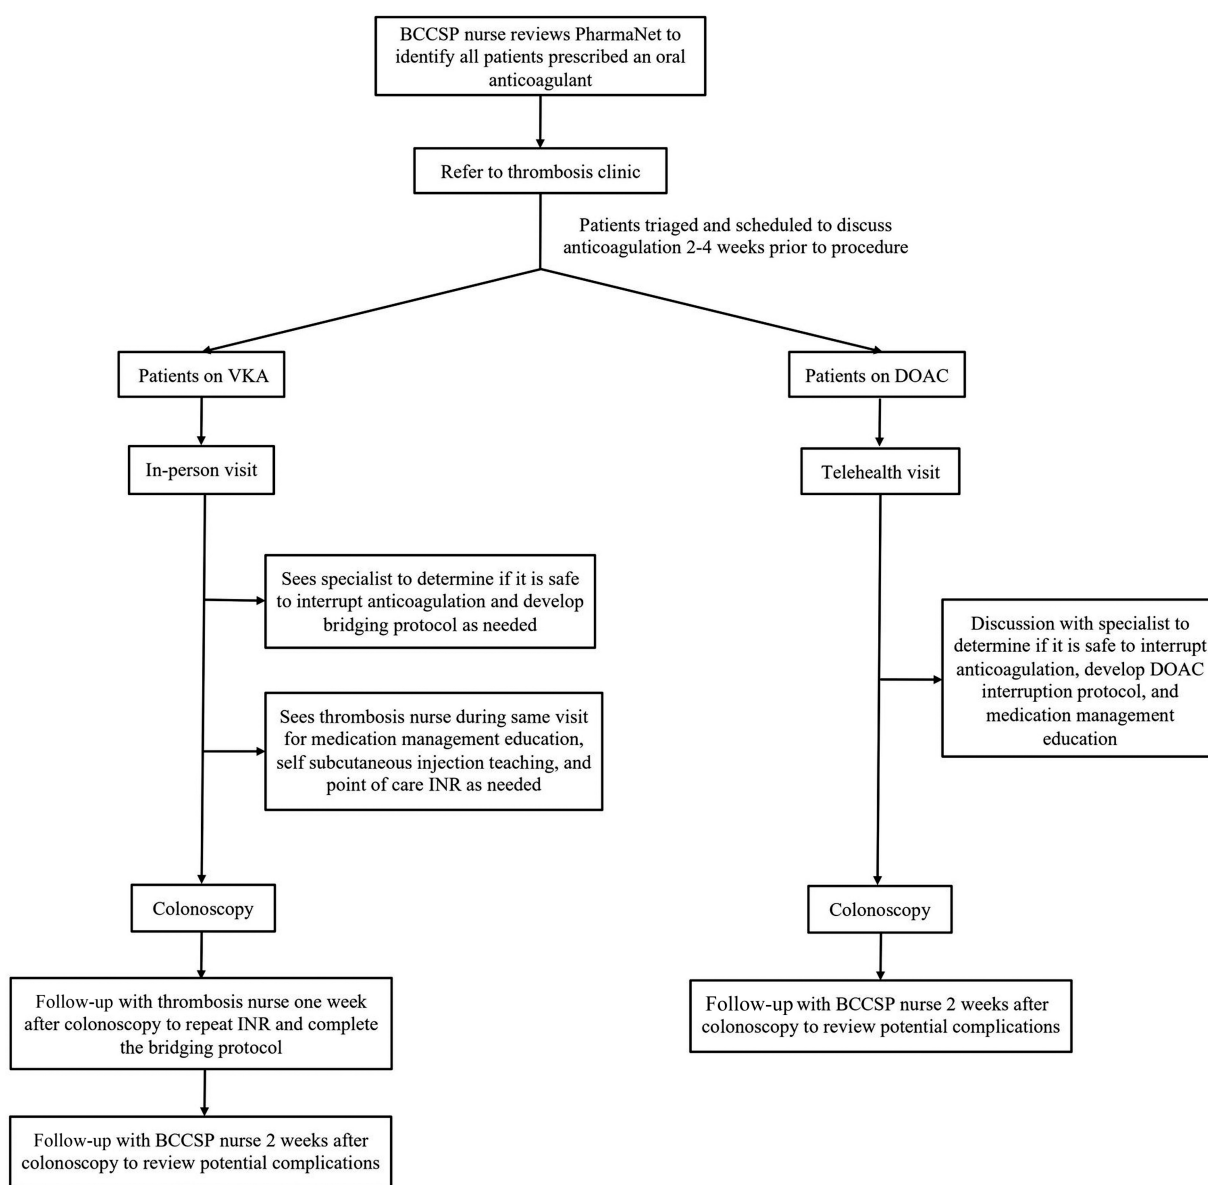 BCCSP nurse reviews PharmaNet to
identify all patients prescribed an oral
anticoagulant
Refer to thrombosis clinic
Patients triaged and scheduled to discuss
anticoagulation 2-4 weeks prior to procedure
Patients on VKA
Patients on DOAC
In-person visit
Telehealth visit
Sees specialist to determine if it is safe
to interrupt anticoagulation and develop
bridging protocol as needed
Sees thrombosis nurse during same visit
for medication management education,
self subcutaneous injection teaching, and
point of care INR as needed
Discussion with specialist to
determine if it is safe to interrupt
anticoagulation, develop DOAC
interruption protocol, and
medication management
education
Colonoscopy
Colonoscopy
Follow-up with thrombosis nurse one week
after colonoscopy to repeat INR and complete
the bridging protocol
Follow-up with BCCSP nurse 2 weeks after
colonoscopy to review potential complications
Follow-up with BCCSP nurse 2 weeks after
colonoscopy to review potential complications